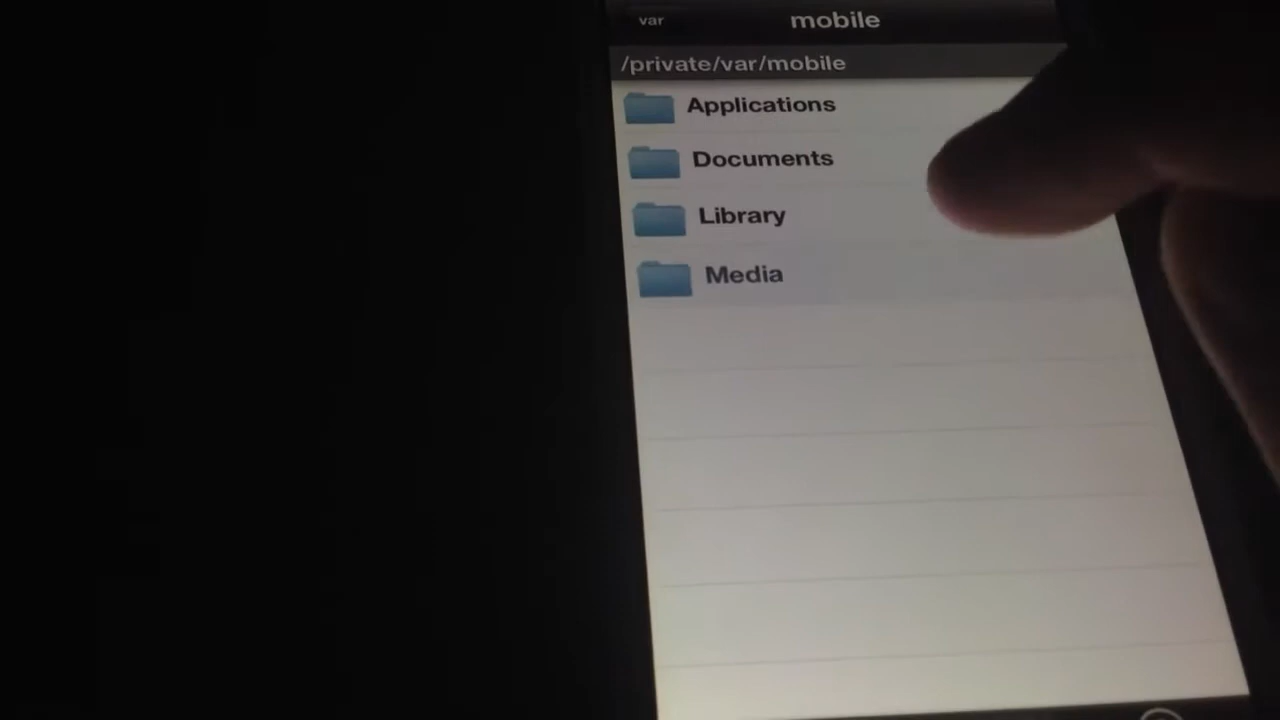 var
mobile
/private/var/mobile
Applications
Documents
Library
Media